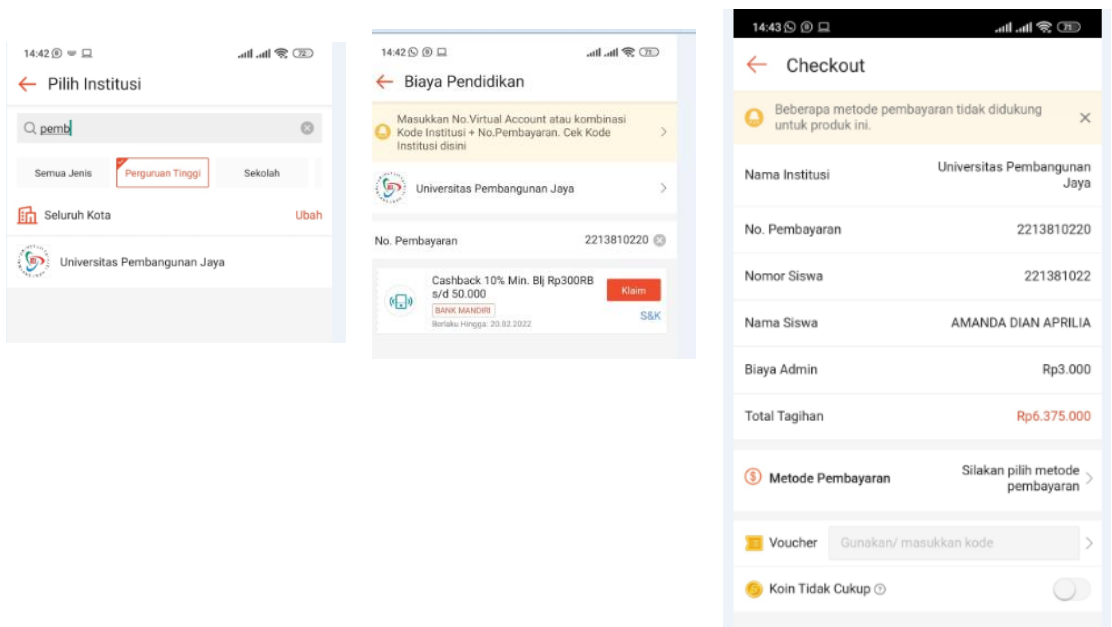 14:42
72
Pilih Institusi
pemb
Semua Jenis
Perguruan Tinggi
Sekolah
Seluruh Kota
Ubah
Universitas Pembangunan Jaya
14:42
71
Biaya Pendidikan
Masukkan No.Virtual Account atau kombinasi
Kode Institusi + No.Pembayaran. Cek Kode
Institusi disini
Universitas Pembangunan Jaya
No. Pembayaran
2213810220
Cashback 10% Min. Blj Rp300RB
s/d 50.000
Klaim
BANK MANDIRI
S&K
Berlaku Hingga: 20.02.2022
14:43
71
Checkout
Beberapa metode pembayaran tidak didukung
untuk produk ini.
Nama Institusi
Universitas Pembangunan
Jaya
No. Pembayaran
2213810220
Nomor Siswa
221381022
Nama Siswa
AMANDA DIAN APRILIA
Biaya Admin
Rp3.000
Total Tagihan
Rp6.375.000
Metode Pembayaran
Silakan pilih metode
pembayaran
Voucher
Gunakan/ masukkan kode
Koin Tidak Cukup